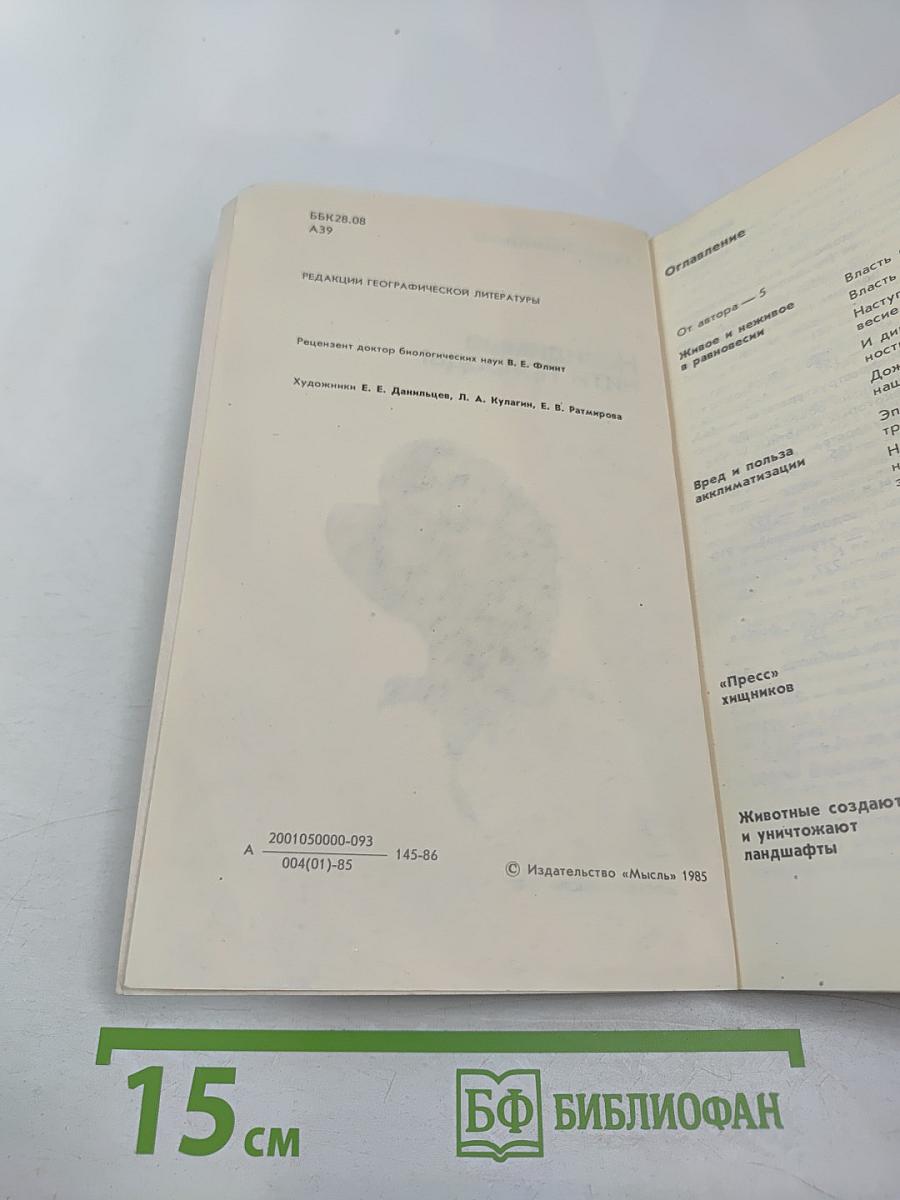 ББК28.08
А39
РЕДАКЦИИ ГЕОГРАФИЧЕСКОЙ ЛИТЕРАТУРЫ
Рецензент доктор биологических наук В. Е. Флинт
Художники Е. Е. Данильцев, Л. А. Кулагин, Е. В. Ратмирова
А 2001050000-093
004(01)-85
145-86
© Издательство «Мысль» 1985
Оглавление
От автора — 5
Живое и неживое
в равновесии
Власть
Власть
Насту
весие
И ди
ност
Дож
наш
Вред и польза
акклиматизации
Эп
тр
Н
н
з
«Пресс»
хищников
Животные создают
и уничтожают
ландшафты
15 см
БФ БИБЛИОФАН